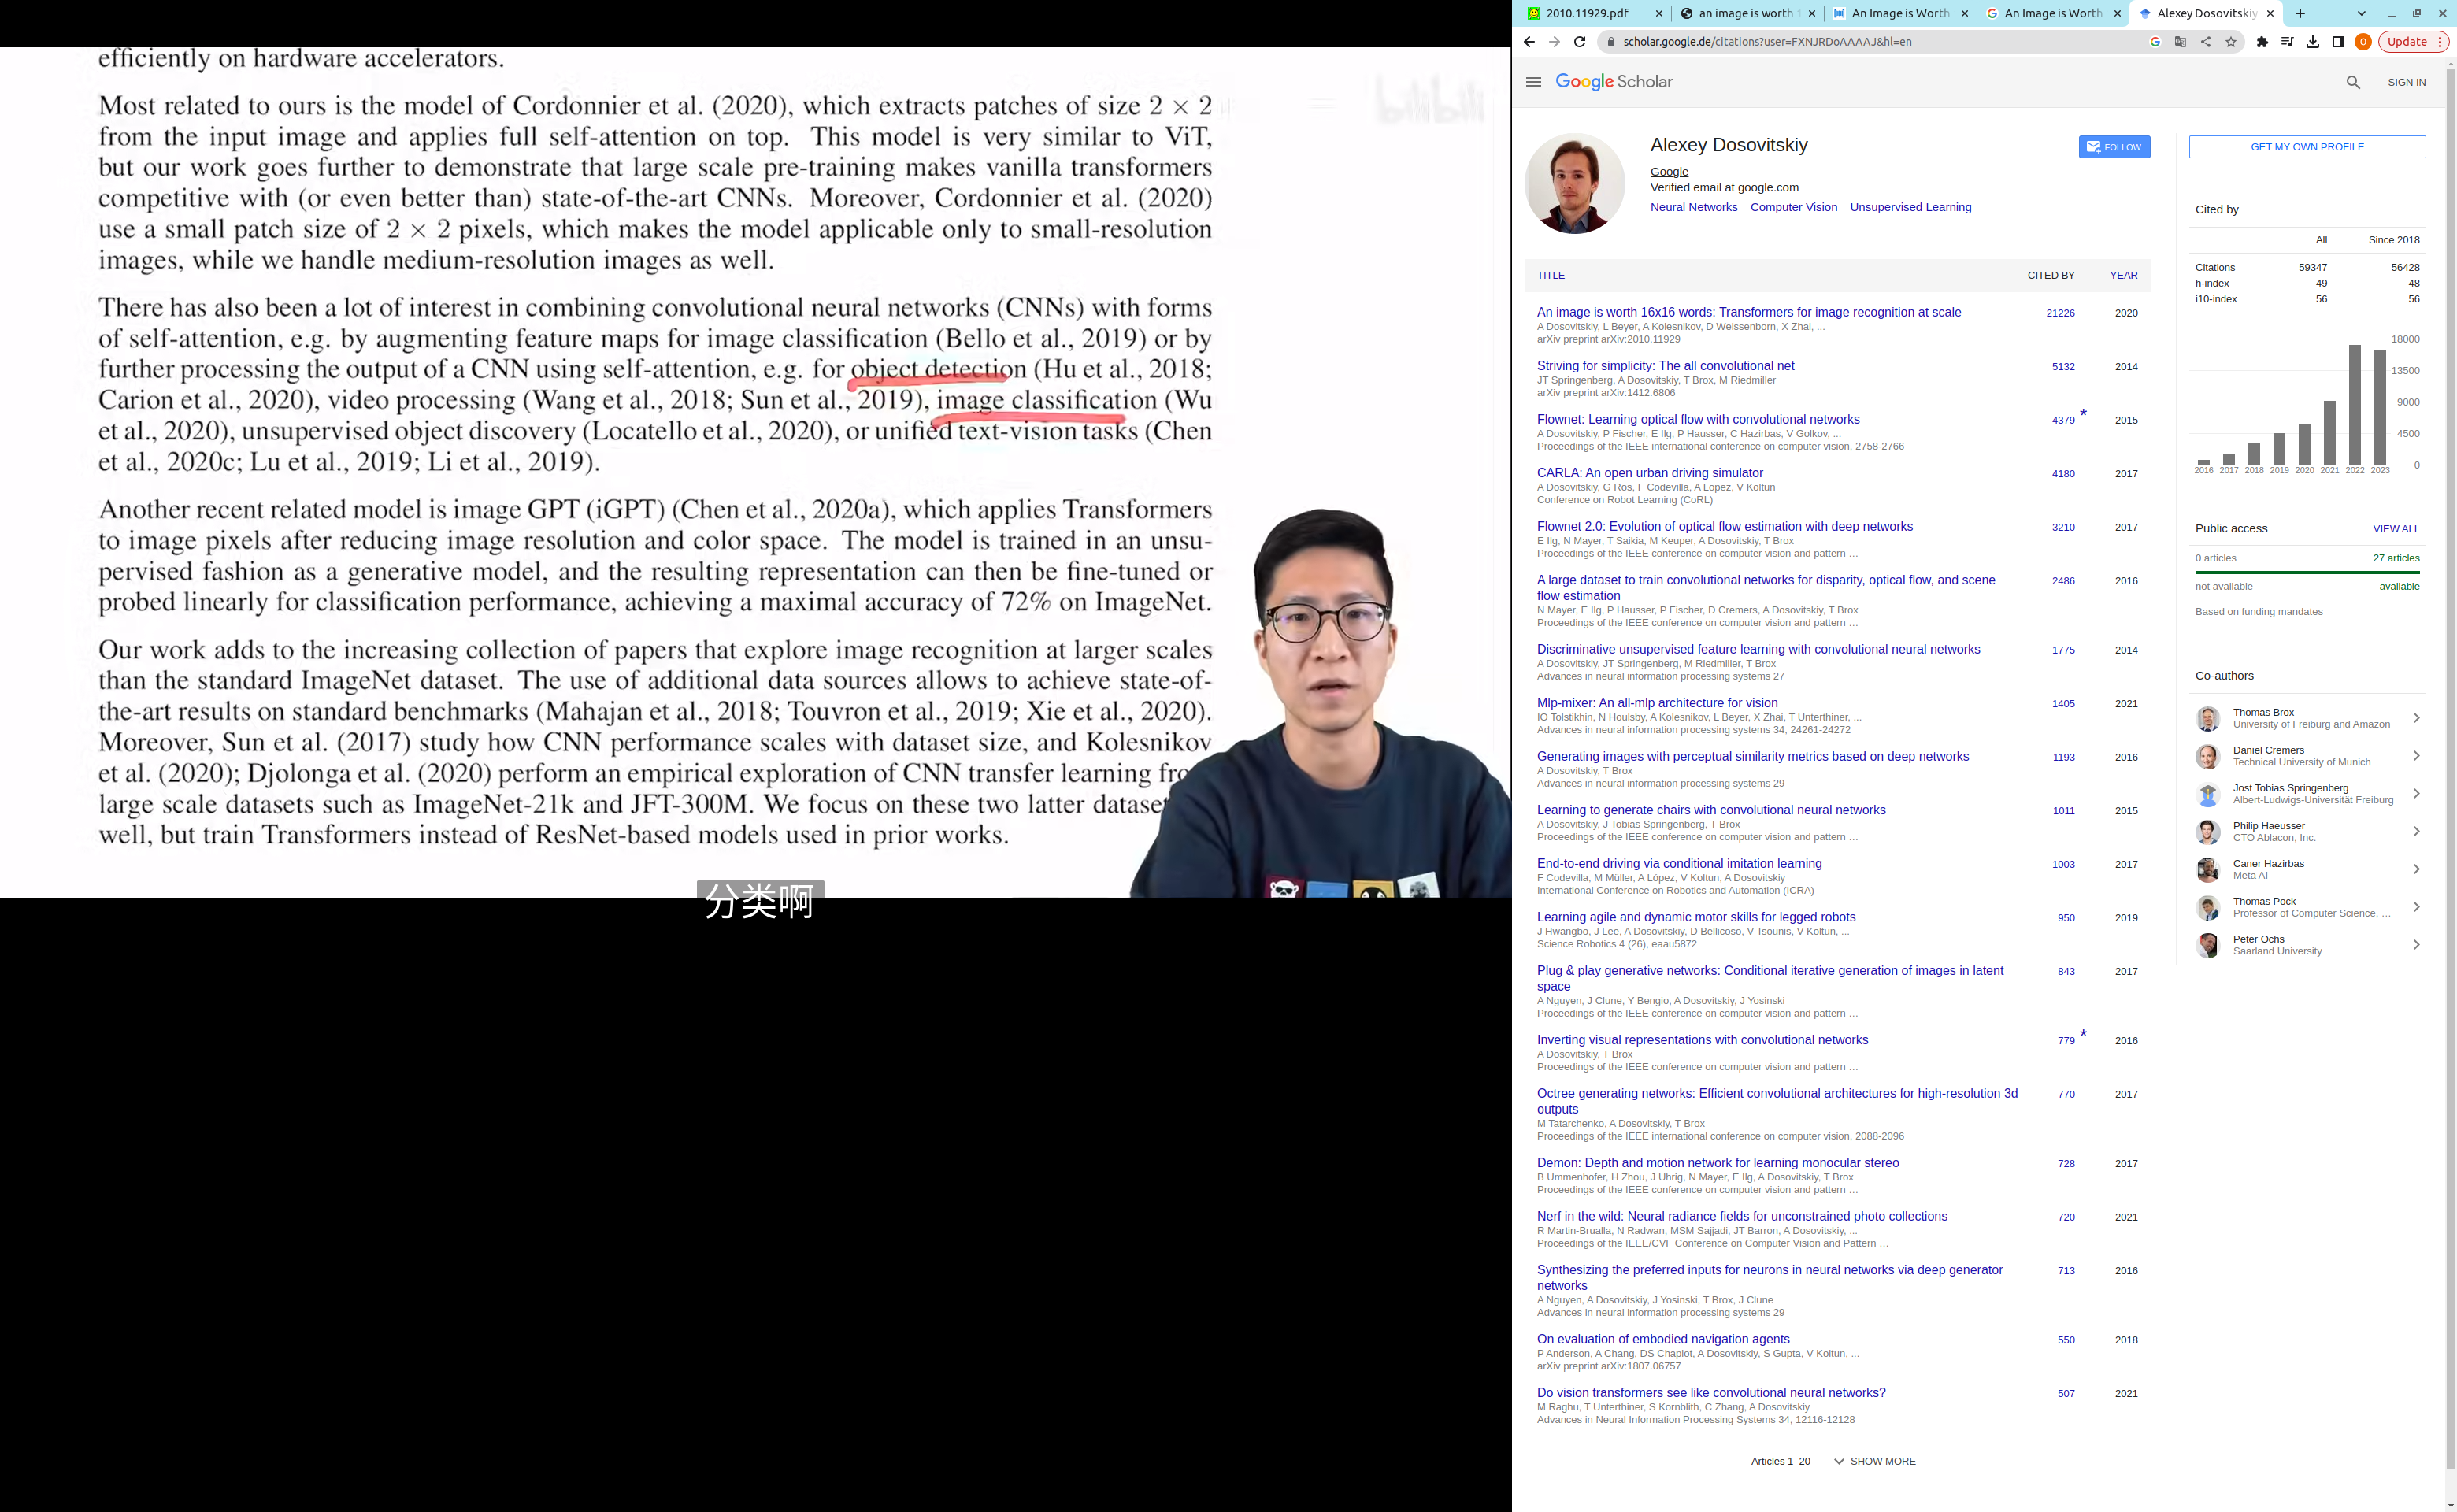 efficiently on hardware accelerators.
Most related to ours is the model of Cordonnier et al. (2020), which extracts patches of size 2 × 2
from the input image and applies full self-attention on top. This model is very similar to ViT,
but our work goes further to demonstrate that large scale pre-training makes vanilla transformers
competitive with (or even better than) state-of-the-art CNNs. Moreover, Cordonnier et al. (2020)
use a small patch size of 2 × 2 pixels, which makes the model applicable only to small-resolution
images, while we handle medium-resolution images as well.
There has also been a lot of interest in combining convolutional neural networks (CNNs) with forms
of self-attention, e.g. by augmenting feature maps for image classification (Bello et al., 2019) or by
further processing the output of a CNN using self-attention, e.g. for object detection (Hu et al., 2018;
Carion et al., 2020), video processing (Wang et al., 2018; Sun et al., 2019), image classification (Wu
et al., 2020), unsupervised object discovery (Locatello et al., 2020), or unified text-vision tasks (Chen
et al., 2020c; Lu et al., 2019; Li et al., 2019).
Another recent related model is image GPT (iGPT) (Chen et al., 2020a), which applies Transformers
to image pixels after reducing image resolution and color space. The model is trained in an unsu-
pervised fashion as a generative model, and the resulting representation can then be fine-tuned or
probed linearly for classification performance, achieving a maximal accuracy of 72% on ImageNet.
Our work adds to the increasing collection of papers that explore image recognition at larger scales
than the standard ImageNet dataset. The use of additional data sources allows to achieve state-of-
the-art results on standard benchmarks (Mahajan et al., 2018; Touvron et al., 2019; Xie et al., 2020).
Moreover, Sun et al. (2017) study how CNN performance scales with dataset size, and Kolesnikov
et al. (2020); Djolonga et al. (2020) perform an empirical exploration of CNN transfer learning fro
large scale datasets such as ImageNet-21k and JFT-300M. We focus on these two latter dataset
well, but train Transformers instead of ResNet-based models used in prior works.
bilibili
分类啊
2010.11929.pdf
an image is worth 1
An Image is Worth
An Image is Worth
Alexey Dosovitskiy
scholar.google.de/citations?user=FXNJRDoAAAAJ&hl=en
O
Update
Google Scholar
SIGN IN
Alexey Dosovitskiy
FOLLOW
Google
Verified email at google.com
Neural Networks Computer Vision Unsupervised Learning
TITLE CITED BY YEAR
An image is worth 16x16 words: Transformers for image recognition at scale 21226 2020
A Dosovitskiy, L Beyer, A Kolesnikov, D Weissenborn, X Zhai, ...
arXiv preprint arXiv:2010.11929
Striving for simplicity: The all convolutional net 5132 2014
JT Springenberg, A Dosovitskiy, T Brox, M Riedmiller
arXiv preprint arXiv:1412.6806
Flownet: Learning optical flow with convolutional networks 4379 * 2015
A Dosovitskiy, P Fischer, E Ilg, P Hausser, C Hazirbas, V Golkov, ...
Proceedings of the IEEE international conference on computer vision, 2758-2766
CARLA: An open urban driving simulator 4180 2017
A Dosovitskiy, G Ros, F Codevilla, A Lopez, V Koltun
Conference on Robot Learning (CoRL)
Flownet 2.0: Evolution of optical flow estimation with deep networks 3210 2017
E Ilg, N Mayer, T Saikia, M Keuper, A Dosovitskiy, T Brox
Proceedings of the IEEE conference on computer vision and pattern …
A large dataset to train convolutional networks for disparity, optical flow, and scene 2486 2016
flow estimation
N Mayer, E Ilg, P Hausser, P Fischer, D Cremers, A Dosovitskiy, T Brox
Proceedings of the IEEE conference on computer vision and pattern …
Discriminative unsupervised feature learning with convolutional neural networks 1775 2014
A Dosovitskiy, JT Springenberg, M Riedmiller, T Brox
Advances in neural information processing systems 27
Mlp-mixer: An all-mlp architecture for vision 1405 2021
IO Tolstikhin, N Houlsby, A Kolesnikov, L Beyer, X Zhai, T Unterthiner, ...
Advances in neural information processing systems 34, 24261-24272
Generating images with perceptual similarity metrics based on deep networks 1193 2016
A Dosovitskiy, T Brox
Advances in neural information processing systems 29
Learning to generate chairs with convolutional neural networks 1011 2015
A Dosovitskiy, J Tobias Springenberg, T Brox
Proceedings of the IEEE conference on computer vision and pattern …
End-to-end driving via conditional imitation learning 1003 2017
F Codevilla, M Müller, A López, V Koltun, A Dosovitskiy
International Conference on Robotics and Automation (ICRA)
Learning agile and dynamic motor skills for legged robots 950 2019
J Hwangbo, J Lee, A Dosovitskiy, D Bellicoso, V Tsounis, V Koltun, ...
Science Robotics 4 (26), eaau5872
Plug & play generative networks: Conditional iterative generation of images in latent 843 2017
space
A Nguyen, J Clune, Y Bengio, A Dosovitskiy, J Yosinski
Proceedings of the IEEE conference on computer vision and pattern …
Inverting visual representations with convolutional networks 779 * 2016
A Dosovitskiy, T Brox
Proceedings of the IEEE conference on computer vision and pattern …
Octree generating networks: Efficient convolutional architectures for high-resolution 3d 770 2017
outputs
M Tatarchenko, A Dosovitskiy, T Brox
Proceedings of the IEEE international conference on computer vision, 2088-2096
Demon: Depth and motion network for learning monocular stereo 728 2017
B Ummenhofer, H Zhou, J Uhrig, N Mayer, E Ilg, A Dosovitskiy, T Brox
Proceedings of the IEEE conference on computer vision and pattern …
Nerf in the wild: Neural radiance fields for unconstrained photo collections 720 2021
R Martin-Brualla, N Radwan, MSM Sajjadi, JT Barron, A Dosovitskiy, ...
Proceedings of the IEEE/CVF Conference on Computer Vision and Pattern …
Synthesizing the preferred inputs for neurons in neural networks via deep generator 713 2016
networks
A Nguyen, A Dosovitskiy, J Yosinski, T Brox, J Clune
Advances in neural information processing systems 29
On evaluation of embodied navigation agents 550 2018
P Anderson, A Chang, DS Chaplot, A Dosovitskiy, S Gupta, V Koltun, ...
arXiv preprint arXiv:1807.06757
Do vision transformers see like convolutional neural networks? 507 2021
M Raghu, T Unterthiner, S Kornblith, C Zhang, A Dosovitskiy
Advances in Neural Information Processing Systems 34, 12116-12128
Articles 1–20 SHOW MORE
GET MY OWN PROFILE
Cited by
All Since 2018
Citations 59347 56428
h-index 49 48
i10-index 56 56
18000
13500
9000
4500
0
2016 2017 2018 2019 2020 2021 2022 2023
Public access VIEW ALL
0 articles 27 articles
not available available
Based on funding mandates
Co-authors
Thomas Brox
University of Freiburg and Amazon
Daniel Cremers
Technical University of Munich
Jost Tobias Springenberg
Albert-Ludwigs-Universität Freiburg
Philip Haeusser
CTO Ablacon, Inc.
Caner Hazirbas
Meta AI
Thomas Pock
Professor of Computer Science, …
Peter Ochs
Saarland University